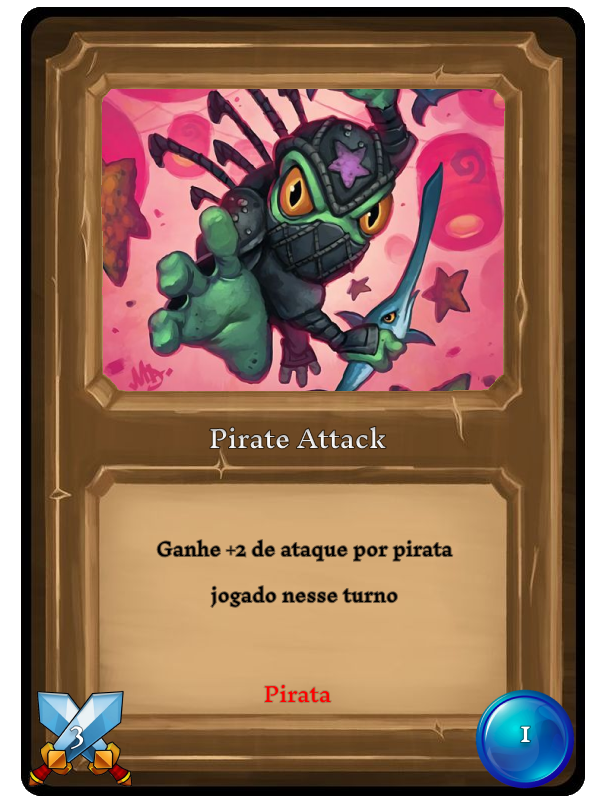 Pirate Attack
Ganhe +2 de ataque por pirata
jogado nesse turno
Pirata
3
1